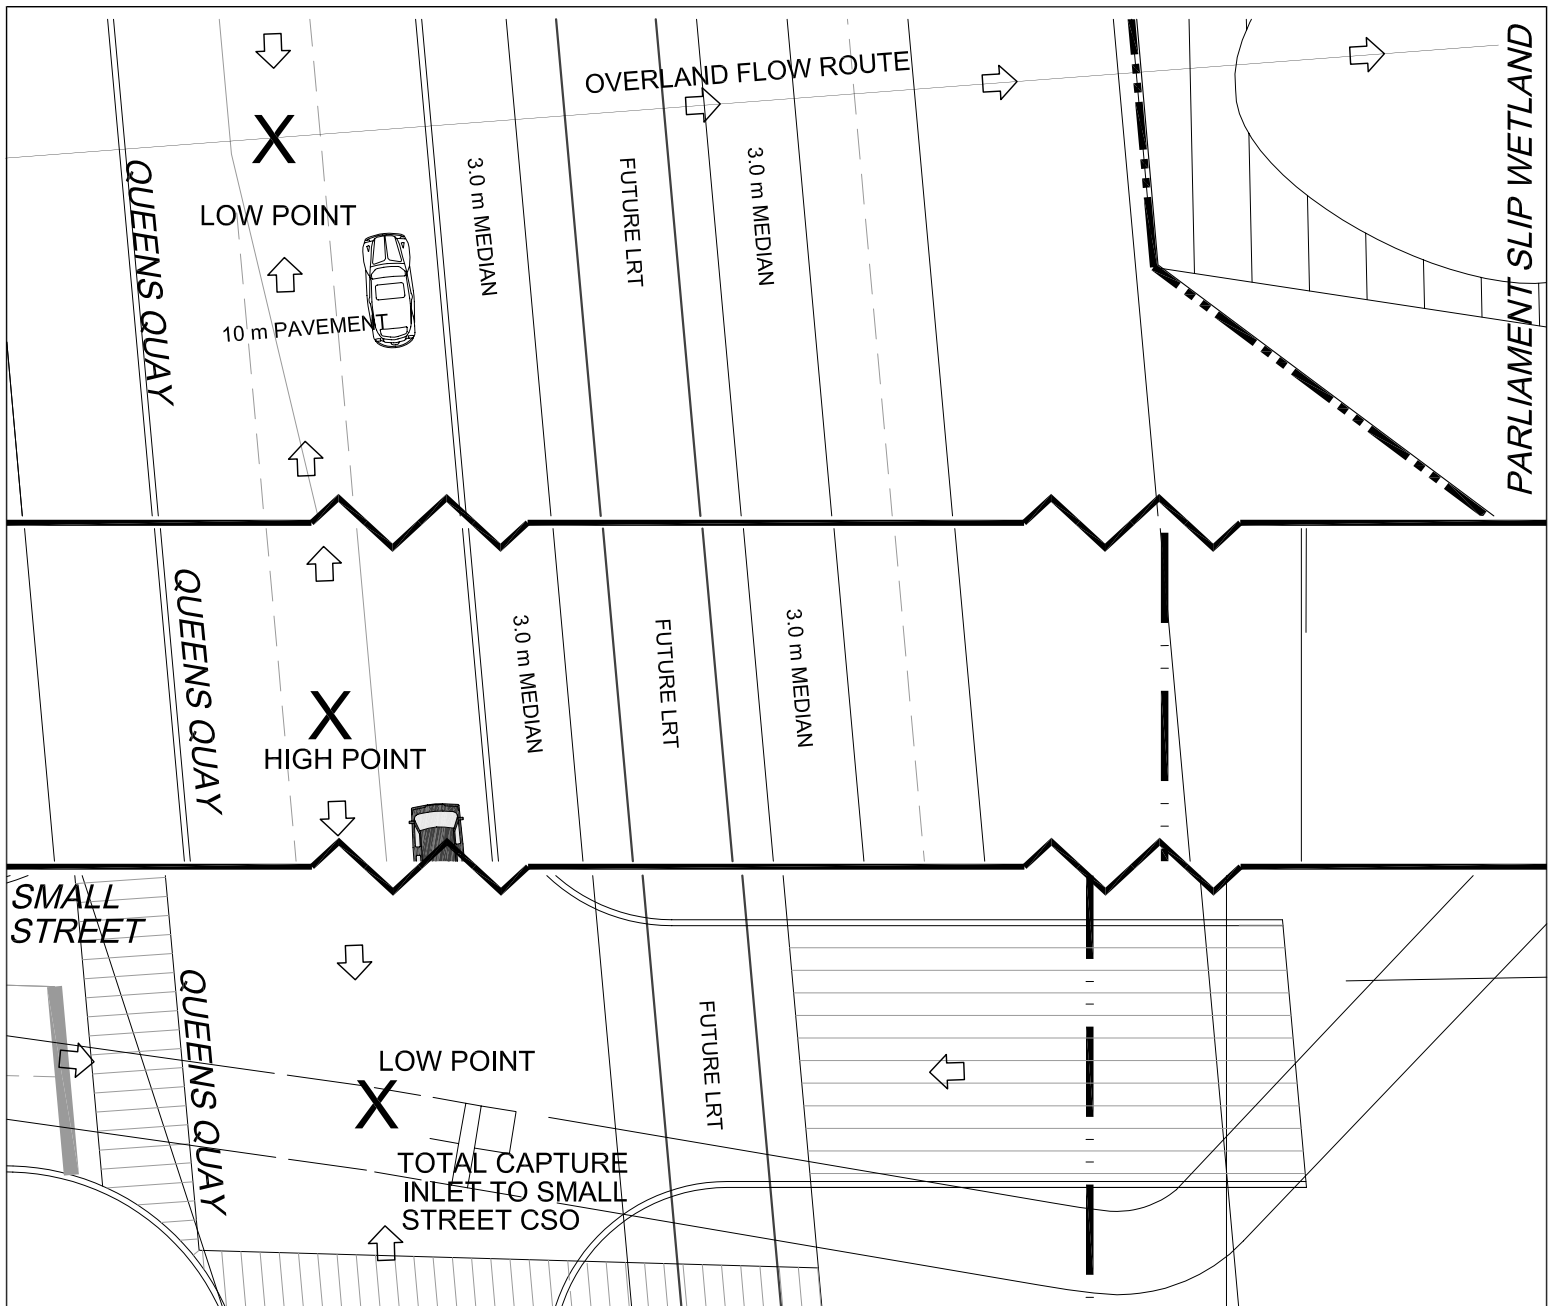 OVERLAND FLOW ROUTE
PARLIAMENT SLIP WETLAND
X
LOW POINT
QUEENS QUAY
10 m PAVEMENT
3.0 m MEDIAN
FUTURE LRT
3.0 m MEDIAN
QUEENS QUAY
X
HIGH POINT
3.0 m MEDIAN
FUTURE LRT
3.0 m MEDIAN
SMALL
STREET
QUEENS QUAY
LOW POINT
X
FUTURE LRT
TOTAL CAPTURE
INLET TO SMALL
STREET CSO